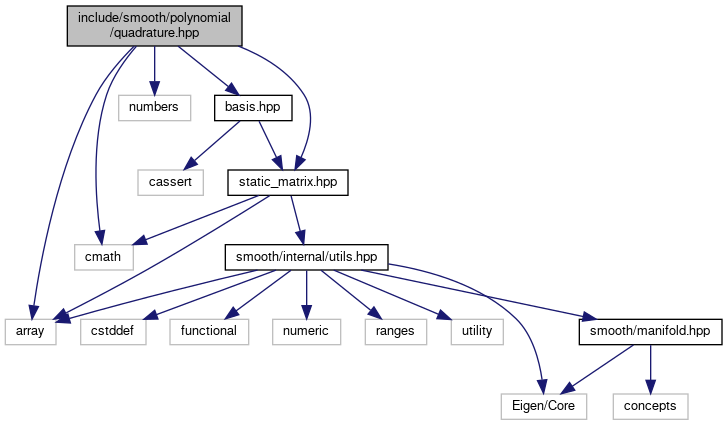 include/smooth/polynomial
/quadrature.hpp
numbers
basis.hpp
cassert
static_matrix.hpp
cmath
smooth/internal/utils.hpp
array
cstddef
functional
numeric
ranges
utility
smooth/manifold.hpp
Eigen/Core
concepts